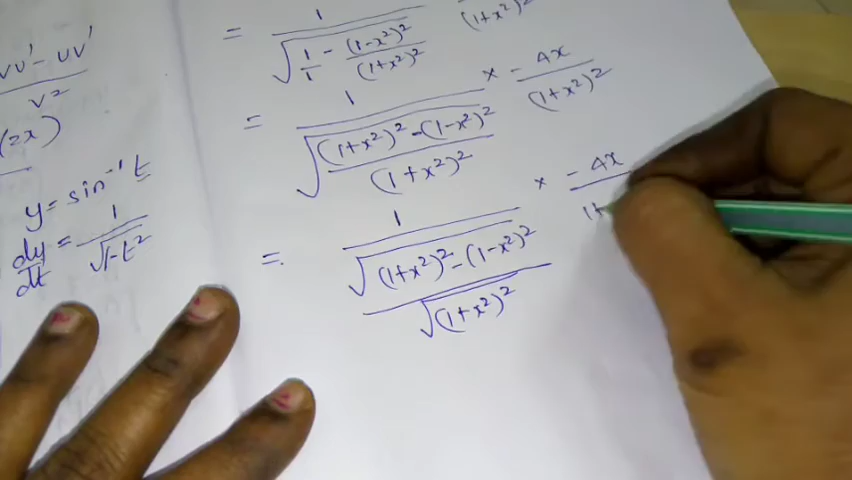 vv' - uv'
v²
(2x)
y = sin⁻¹ t
dy/dt = 1/√1-t²
= 1/√(1/1 - (1-x²)²/(1+x²)²) (1+x²)²
= 1/√(((1+x²)² - (1-x²)²)/(1+x²)²) × -4x/(1+x²)²
= 1/(√((1+x²)² - (1-x²)²)/√(1+x²)²) × -4x/(1+